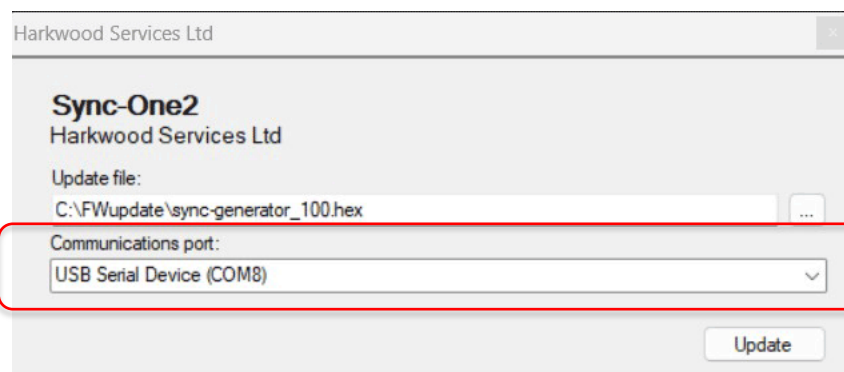 Harkwood Services Ltd
Sync-One2
Harkwood Services Ltd
Update file:
C:\FWupdate\sync-generator_100.hex
...
Communications port:
USB Serial Device (COM8)
Update